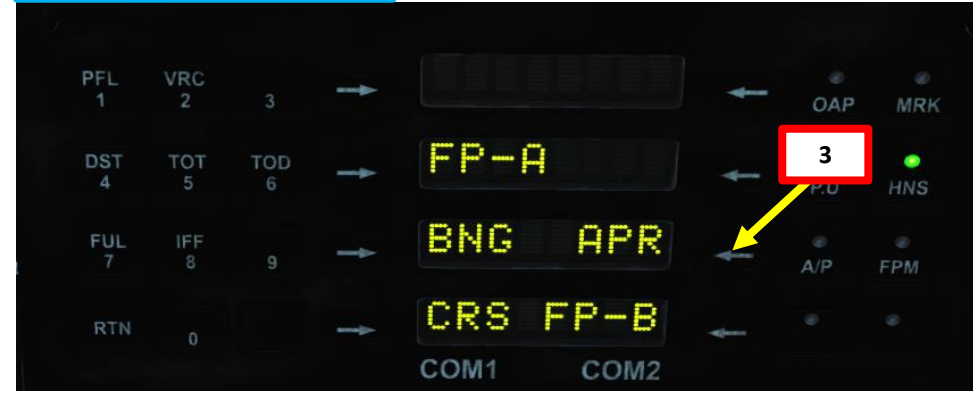 PFL VRC
1 2 3 OAP MRK
FP-A
DST TOT TOD 3
4 5 6 HNS
BNG APR
FUL IFF
7 8 9 A/P FPM
CRS FP-B
RTN 0
COM1 COM2